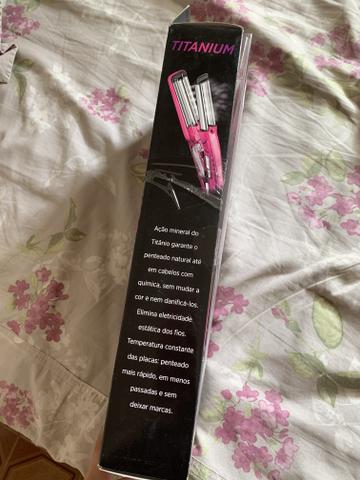 TITANIUM
Ação mineral do
Titânio garante o
penteado natural até
em cabelos com
química, sem mudar a
cor e nem danificá-los.
Elimina eletricidade
estática dos fios.
Temperatura constante
das placas: penteado
mais rápido, em menos
passadas e sem
deixar marcas.